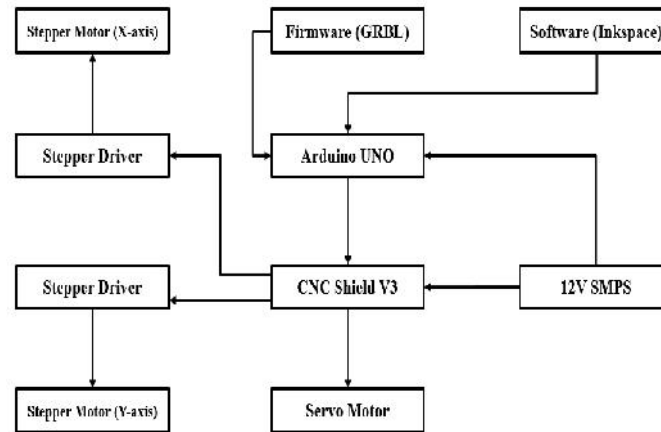 Stepper Motor (X-axis)
Firmware (GRBL)
Software (Inkspace)
Stepper Driver
Arduino UNO
Stepper Driver
CNC Shield V3
12V SMPS
Stepper Motor (Y-axis)
Servo Motor